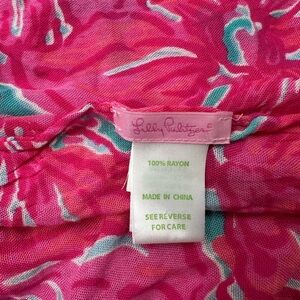 Lilly Pulitzer®
100% RAYON
MADE IN CHINA
SEE REVERSE
FOR CARE